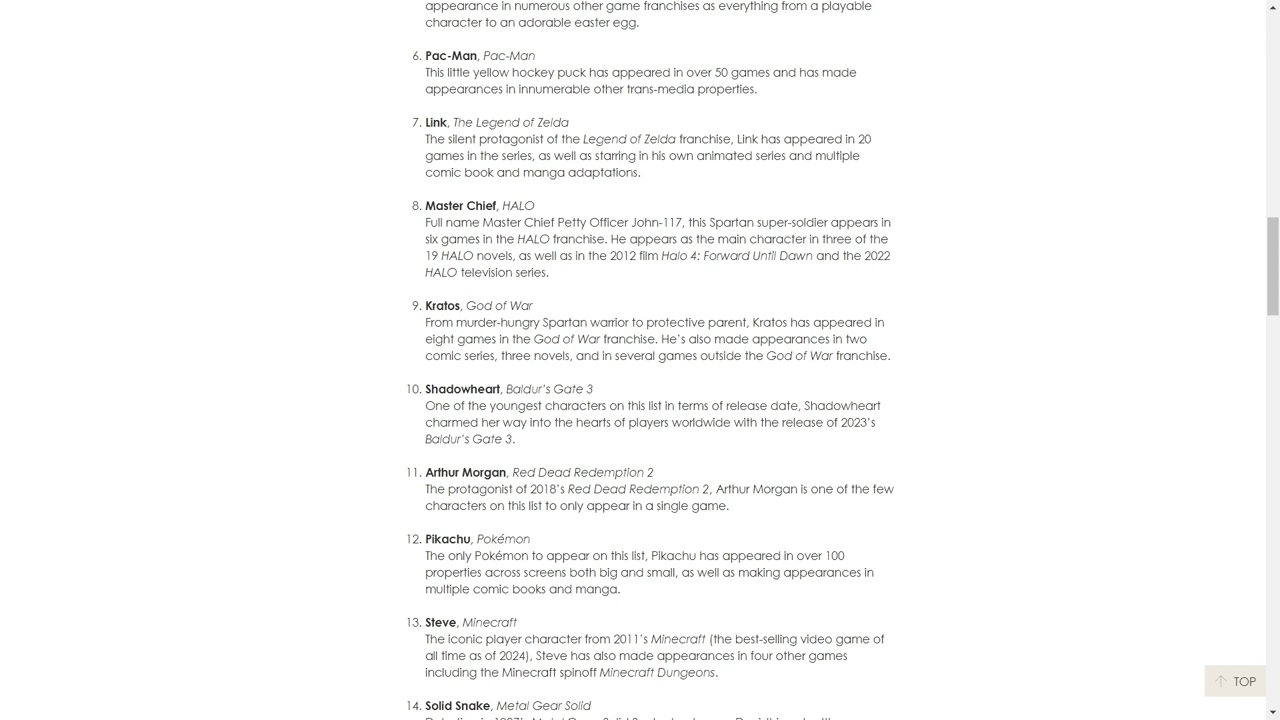 appearance in numerous other game franchises as everything from a playable
character to an adorable easter egg.
6. Pac-Man, Pac-Man
This little yellow hockey puck has appeared in over 50 games and has made
appearances in innumerable other trans-media properties.
7. Link, The Legend of Zelda
The silent protagonist of the Legend of Zelda franchise, Link has appeared in 20
games in the series, as well as starring in his own animated series and multiple
comic book and manga adaptations.
8. Master Chief, HALO
Full name Master Chief Petty Officer John-117, this Spartan super-soldier appears in
six games in the HALO franchise. He appears as the main character in three of the
19 HALO novels, as well as in the 2012 film Halo 4: Forward Until Dawn and the 2022
HALO television series.
9. Kratos, God of War
From murder-hungry Spartan warrior to protective parent, Kratos has appeared in
eight games in the God of War franchise. He’s also made appearances in two
comic series, three novels, and in several games outside the God of War franchise.
10. Shadowheart, Baldur’s Gate 3
One of the youngest characters on this list in terms of release date, Shadowheart
charmed her way into the hearts of players worldwide with the release of 2023’s
Baldur’s Gate 3.
11. Arthur Morgan, Red Dead Redemption 2
The protagonist of 2018’s Red Dead Redemption 2, Arthur Morgan is one of the few
characters on this list to only appear in a single game.
12. Pikachu, Pokémon
The only Pokémon to appear on this list, Pikachu has appeared in over 100
properties across screens both big and small, as well as making appearances in
multiple comic books and manga.
13. Steve, Minecraft
The iconic player character from 2011’s Minecraft (the best-selling video game of
all time as of 2024), Steve has also made appearances in four other games
including the Minecraft spinoff Minecraft Dungeons.
TOP
14. Solid Snake, Metal Gear Solid